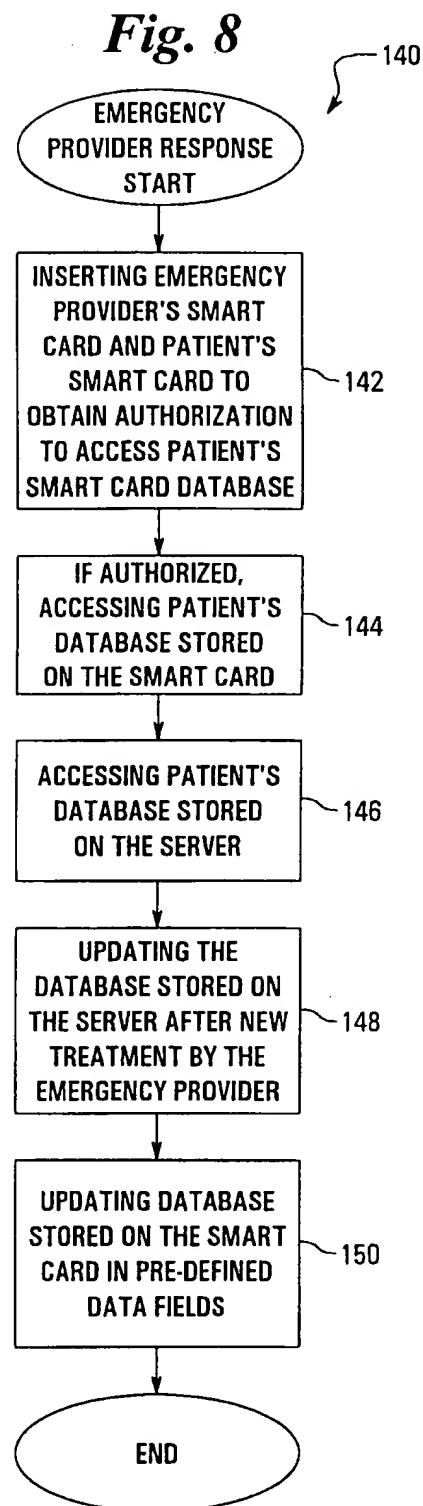 Fig. 8
140
EMERGENCY
PROVIDER RESPONSE
START
INSERTING EMERGENCY
PROVIDER'S SMART
CARD AND PATIENT'S
SMART CARD TO
OBTAIN AUTHORIZATION
TO ACCESS PATIENT'S
SMART CARD DATABASE
142
IF AUTHORIZED,
ACCESSING PATIENT'S
DATABASE STORED
ON THE SMART CARD
144
ACCESSING PATIENT'S
DATABASE STORED
ON THE SERVER
146
UPDATING THE
DATABASE STORED ON
THE SERVER AFTER NEW
TREATMENT BY THE
EMERGENCY PROVIDER
148
UPDATING DATABASE
STORED ON THE SMART
CARD IN PRE-DEFINED
DATA FIELDS
150
END